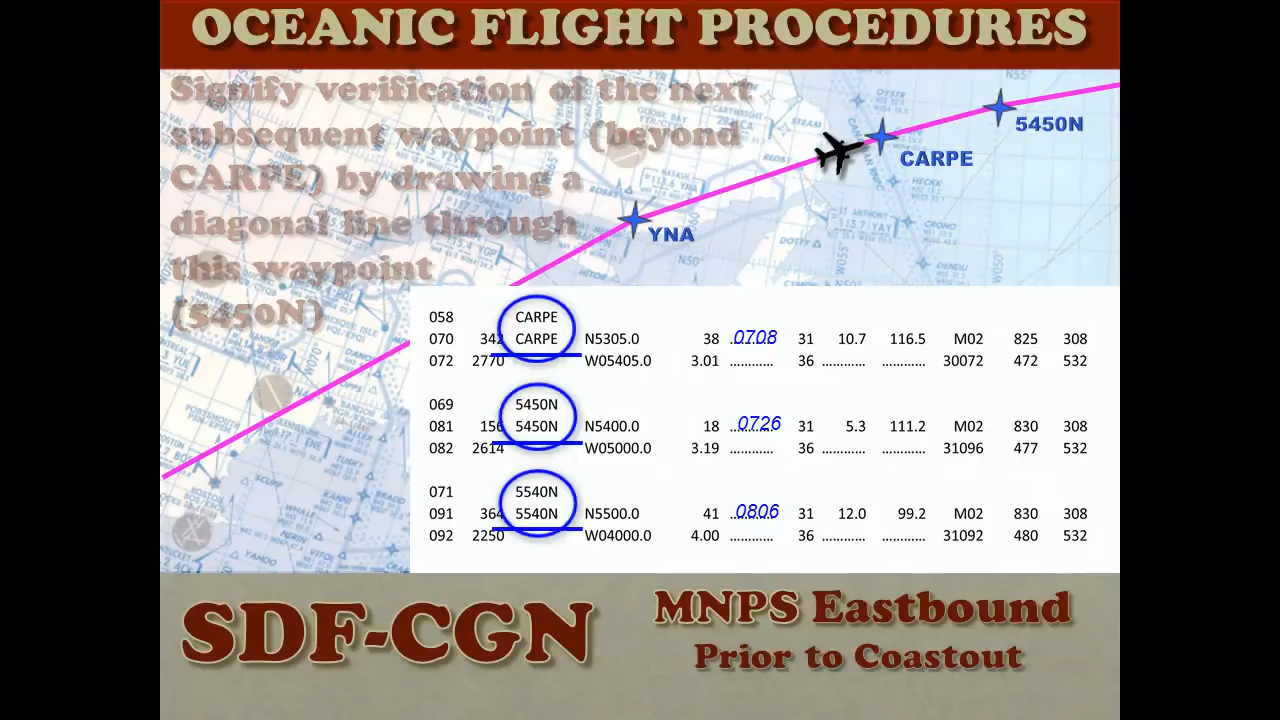 OCEANIC FLIGHT PROCEDURES
Signify verification of the next
subsequent waypoint (beyond
CARPE) by drawing a
diagonal line through
this waypoint
(5450N)
5450N
CARPE
YNA
058 CARPE
070 342 CARPE N5305.0 38 0708 31 10.7 116.5 M02 825 308
072 2770 W05405.0 3.01 ............ 36 ............ ............ 30072 472 532
069 5450N
081 156 5450N N5400.0 18 0726 31 5.3 111.2 M02 830 308
082 2614 W05000.0 3.19 ............ 36 ............ ............ 31096 477 532
071 5540N
091 364 5540N N5500.0 41 0806 31 12.0 99.2 M02 830 308
092 2250 W04000.0 4.00 ............ 36 ............ ............ 31092 480 532
SDF-CGN
MNPS Eastbound
Prior to Coastout